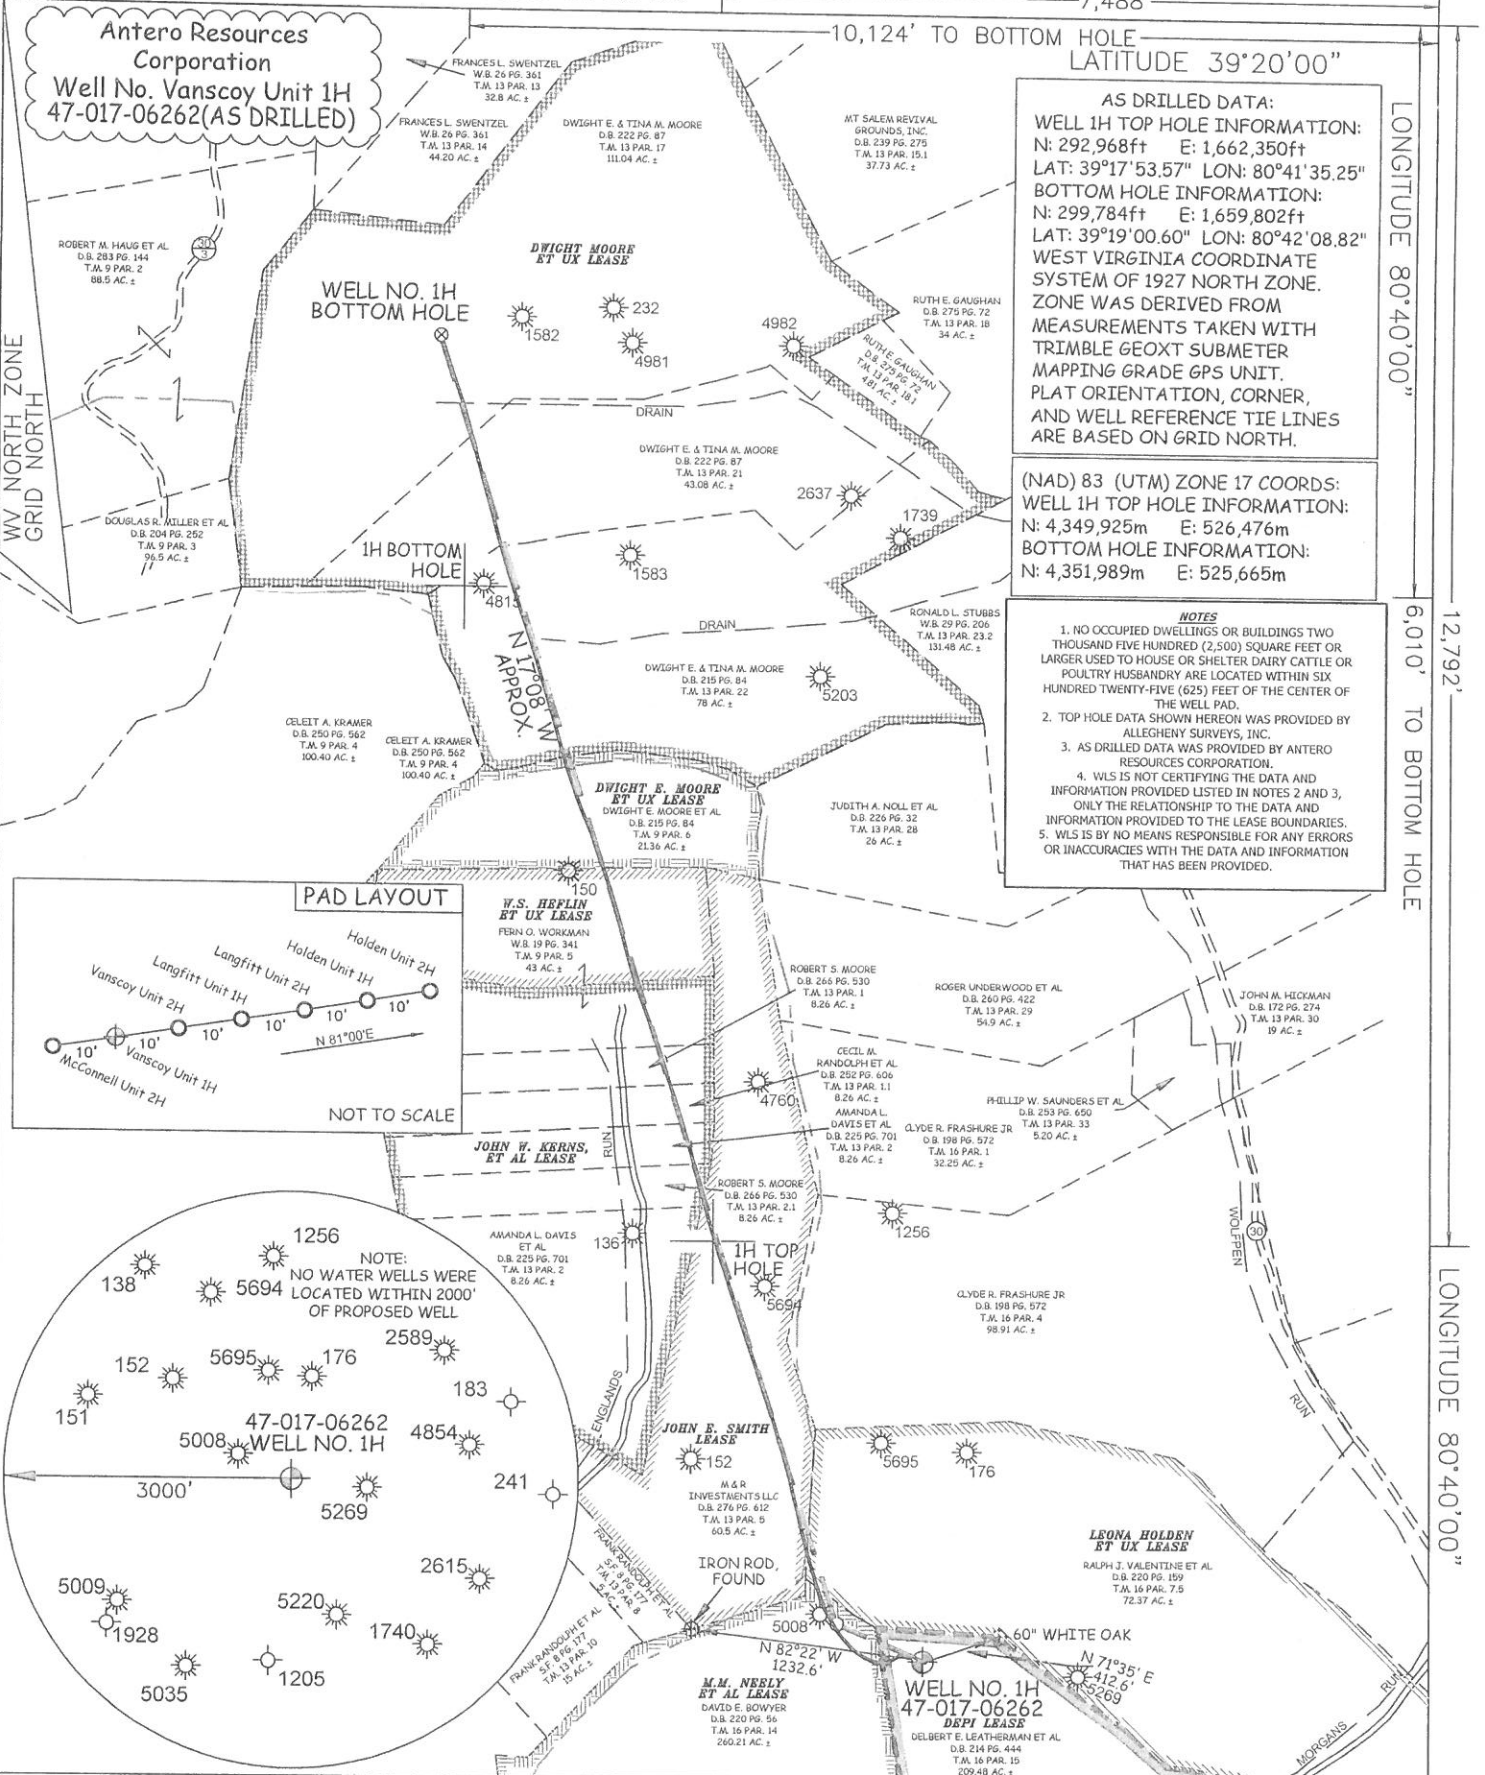 7,488'
10,124' TO BOTTOM HOLE
LATITUDE 39°20'00"
Antero Resources
Corporation
Well No. Vanscoy Unit 1H
47-017-06262(AS DRILLED)
FRANCES L. SWENTZEL
W.B. 26 PG. 361
T.M. 13 PAR. 13
32.8 AC. ±
FRANCES L. SWENTZEL
W.B. 26 PG. 361
T.M. 13 PAR. 14
44.20 AC. ±
DWIGHT E. & TINA M. MOORE
D.B. 222 PG. 87
T.M. 13 PAR. 17
111.04 AC. ±
MT SALEM REVIVAL
GROUNDS, INC.
D.B. 239 PG. 275
T.M. 13 PAR. 15.1
37.73 AC. ±
AS DRILLED DATA:
WELL 1H TOP HOLE INFORMATION:
N: 292,968ft E: 1,662,350ft
LAT: 39°17'53.57" LON: 80°41'35.25"
BOTTOM HOLE INFORMATION:
N: 299,784ft E: 1,659,802ft
LAT: 39°19'00.60" LON: 80°42'08.82"
WEST VIRGINIA COORDINATE
SYSTEM OF 1927 NORTH ZONE.
ZONE WAS DERIVED FROM
MEASUREMENTS TAKEN WITH
TRIMBLE GEOXT SUBMETER
MAPPING GRADE GPS UNIT.
PLAT ORIENTATION, CORNER,
AND WELL REFERENCE TIE LINES
ARE BASED ON GRID NORTH.
LONGITUDE 80°40'00"
ROBERT M. HAUG ET AL
D.B. 283 PG. 144
T.M. 9 PAR. 2
88.5 AC. ±
30
3
DWIGHT MOORE
ET UX LEASE
WELL NO. 1H
BOTTOM HOLE
1582
232
4981
4982
RUTH E. GAUGHAN
D.B. 275 PG. 72
T.M. 13 PAR. 18
34 AC. ±
RUTH E. GAUGHAN
D.B. 275 PG. 72
T.M. 13 PAR. 18.1
4.81 AC. ±
WV NORTH ZONE
GRID NORTH
DRAIN
DWIGHT E. & TINA M. MOORE
D.B. 222 PG. 87
T.M. 13 PAR. 21
43.08 AC. ±
2637
1739
(NAD) 83 (UTM) ZONE 17 COORDS:
WELL 1H TOP HOLE INFORMATION:
N: 4,349,925m E: 526,476m
BOTTOM HOLE INFORMATION:
N: 4,351,989m E: 525,665m
DOUGLAS R. MILLER ET AL
D.B. 204 PG. 252
T.M. 9 PAR. 3
96.5 AC. ±
1H BOTTOM
HOLE
4815
1583
DRAIN
N 17°08' W
APPROX.
RONALD L. STUBBS
W.B. 29 PG. 206
T.M. 13 PAR. 23.2
131.48 AC. ±
DWIGHT E. & TINA M. MOORE
D.B. 215 PG. 84
T.M. 13 PAR. 22
78 AC. ±
5203
NOTES
1. NO OCCUPIED DWELLINGS OR BUILDINGS TWO
THOUSAND FIVE HUNDRED (2,500) SQUARE FEET OR
LARGER USED TO HOUSE OR SHELTER DAIRY CATTLE OR
POULTRY HUSBANDRY ARE LOCATED WITHIN SIX
HUNDRED TWENTY-FIVE (625) FEET OF THE CENTER OF
THE WELL PAD.
2. TOP HOLE DATA SHOWN HEREON WAS PROVIDED BY
ALLEGHENY SURVEYS, INC.
3. AS DRILLED DATA WAS PROVIDED BY ANTERO
RESOURCES CORPORATION.
4. WLS IS NOT CERTIFYING THE DATA AND
INFORMATION PROVIDED LISTED IN NOTES 2 AND 3,
ONLY THE RELATIONSHIP TO THE DATA AND
INFORMATION PROVIDED TO THE LEASE BOUNDARIES.
5. WLS IS BY NO MEANS RESPONSIBLE FOR ANY ERRORS
OR INACCURACIES WITH THE DATA AND INFORMATION
THAT HAS BEEN PROVIDED.
6,010' TO BOTTOM HOLE
12,792'
CELEIT A. KRAMER
D.B. 250 PG. 562
T.M. 9 PAR. 4
100.40 AC. ±
CELEIT A. KRAMER
D.B. 250 PG. 562
T.M. 9 PAR. 4
100.40 AC. ±
DWIGHT E. MOORE
ET UX LEASE
DWIGHT E. MOORE ET AL
D.B. 215 PG. 84
T.M. 9 PAR. 6
21.36 AC. ±
JUDITH A. NOLL ET AL
D.B. 226 PG. 32
T.M. 13 PAR. 28
26 AC. ±
150
W.S. HEFLIN
ET UX LEASE
FERN O. WORKMAN
W.B. 19 PG. 341
T.M. 9 PAR. 5
43 AC. ±
PAD LAYOUT
Vanscoy Unit 2H
Langfitt Unit 1H
Langfitt Unit 2H
Holden Unit 1H
Holden Unit 2H
10'
10'
10'
10'
10'
10'
McConnell Unit 2H
Vanscoy Unit 1H
N 81°00'E
NOT TO SCALE
ROBERT S. MOORE
D.B. 266 PG. 530
T.M. 13 PAR. 1
8.26 AC. ±
ROGER UNDERWOOD ET AL
D.B. 260 PG. 422
T.M. 13 PAR. 29
54.9 AC. ±
JOHN M. HICKMAN
D.B. 172 PG. 274
T.M. 13 PAR. 30
19 AC. ±
CECIL M.
RANDOLPH ET AL
D.B. 252 PG. 606
T.M. 13 PAR. 1.1
8.26 AC. ±
4760
AMANDA L.
DAVIS ET AL
D.B. 225 PG. 701
T.M. 13 PAR. 2
8.26 AC. ±
CLYDE R. FRASHURE JR
D.B. 198 PG. 572
T.M. 16 PAR. 1
32.25 AC. ±
PHILLIP W. SAUNDERS ET AL
D.B. 253 PG. 650
T.M. 13 PAR. 33
5.20 AC. ±
JOHN W. KERNS,
ET AL LEASE
RUN
ROBERT S. MOORE
D.B. 266 PG. 530
T.M. 13 PAR. 2.1
8.26 AC. ±
1256
WOLFPEN
30
AMANDA L. DAVIS
ET AL
D.B. 225 PG. 701
T.M. 13 PAR. 2
8.26 AC. ±
136
1H TOP
HOLE
5694
CLYDE R. FRASHURE JR
D.B. 198 PG. 572
T.M. 16 PAR. 4
98.91 AC. ±
LONGITUDE 80°40'00"
NOTE:
NO WATER WELLS WERE
LOCATED WITHIN 2000'
OF PROPOSED WELL
138
1256
5694
2589
152
5695
176
183
151
5008
47-017-06262
WELL NO. 1H
4854
3000'
5269
241
2615
5009
1928
5220
1740
5035
1205
ENGLANDS
RUN
JOHN E. SMITH
LEASE
152
M & R
INVESTMENTS LLC
D.B. 276 PG. 612
T.M. 13 PAR. 5
60.5 AC. ±
5695
176
LEONA HOLDEN
ET UX LEASE
RALPH J. VALENTINE ET AL
D.B. 220 PG. 159
T.M. 16 PAR. 7.5
72.37 AC. ±
FRANK RANDOLPH ET AL
S.F. 8 PG. 177
T.M. 13 PAR. 8
5 AC. ±
FRANK RANDOLPH ET AL
S.F. 8 PG. 177
T.M. 13 PAR. 10
15 AC. ±
IRON ROD,
FOUND
5008
N 82°22' W
1232.6'
60" WHITE OAK
N 71°35' E
412.6'
5269
M.M. NEELY
ET AL LEASE
DAVID E. BOWYER
D.B. 220 PG. 56
T.M. 16 PAR. 14
260.21 AC. ±
WELL NO. 1H
47-017-06262
DEPI LEASE
DELBERT E. LEATHERMAN ET AL
D.B. 214 PG. 444
T.M. 16 PAR. 15
209.48 AC. ±
MORGANS
RUN